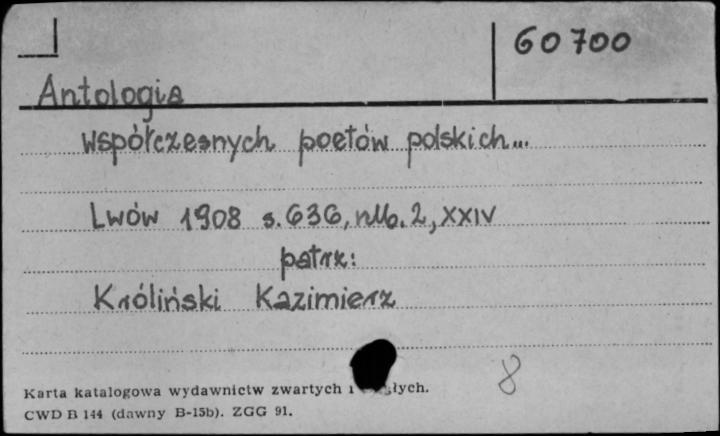 60700
Antologia
współczesnych poetów polskich...
Lwów 1908 s. 636, nlb. 2, XXIV
patrz:
Króliński Kazimierz
8
Karta katalogowa wydawnictw zwartych i
CWD B 144 (dawny B-15b). ZGG 91.